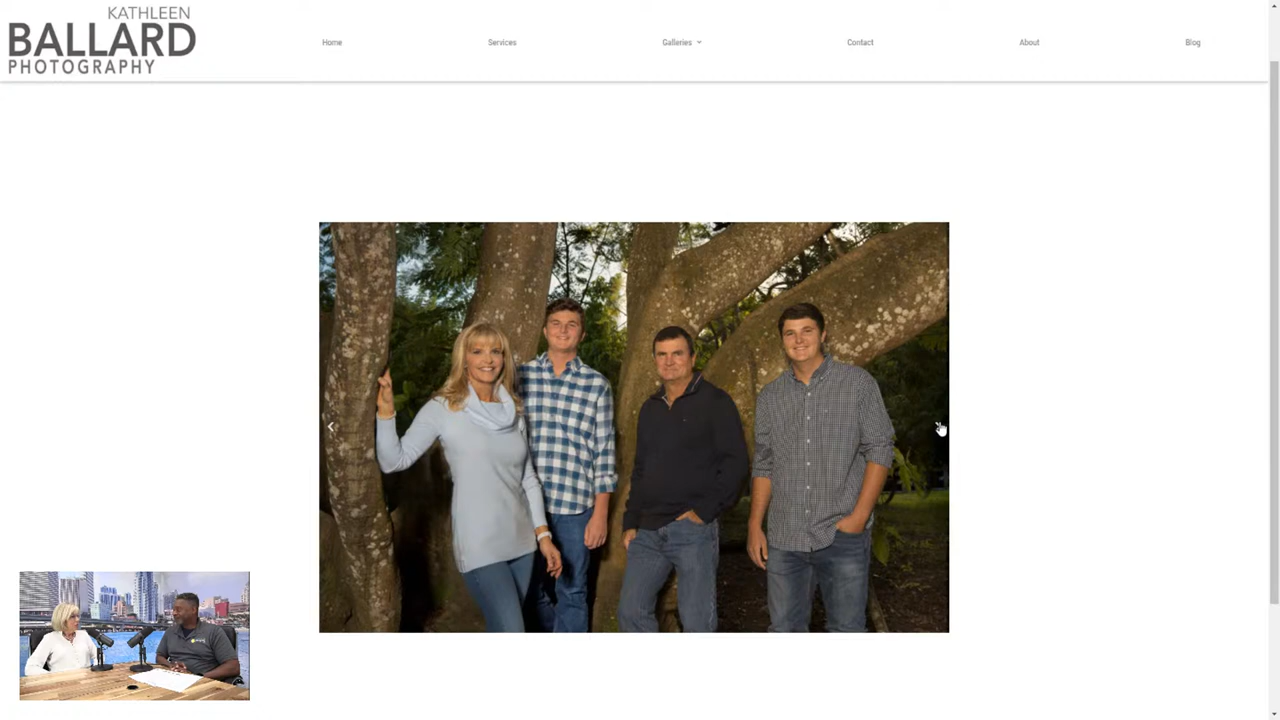 KATHLEEN
BALLARD
PHOTOGRAPHY
Home
Services
Galleries
Contact
About
Blog